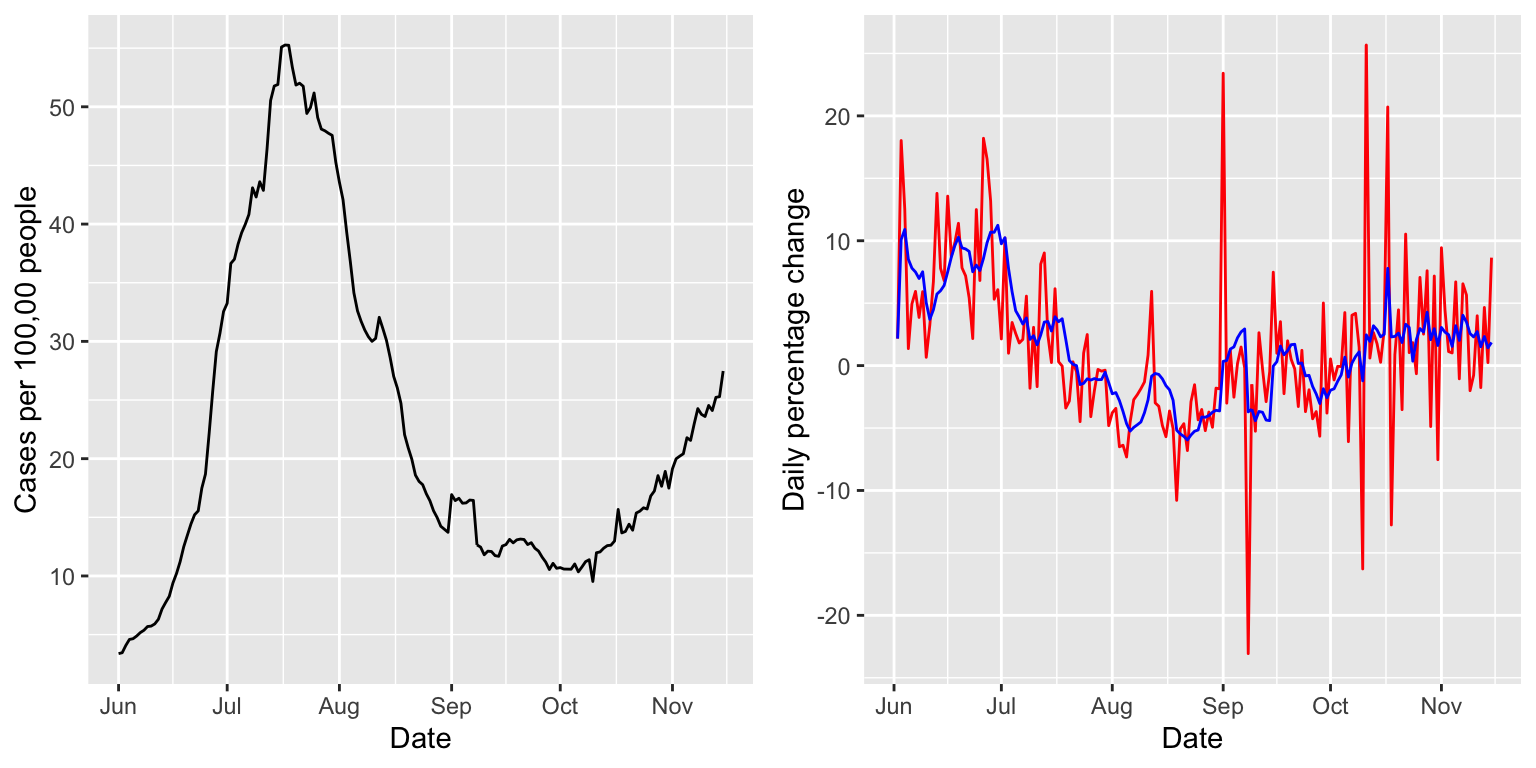 Cases per 100,00 people
50
40
30
20
10
Jun Jul Aug Sep Oct Nov
Date
Daily percentage change
20
10
0
-10
-20
Jun Jul Aug Sep Oct Nov
Date